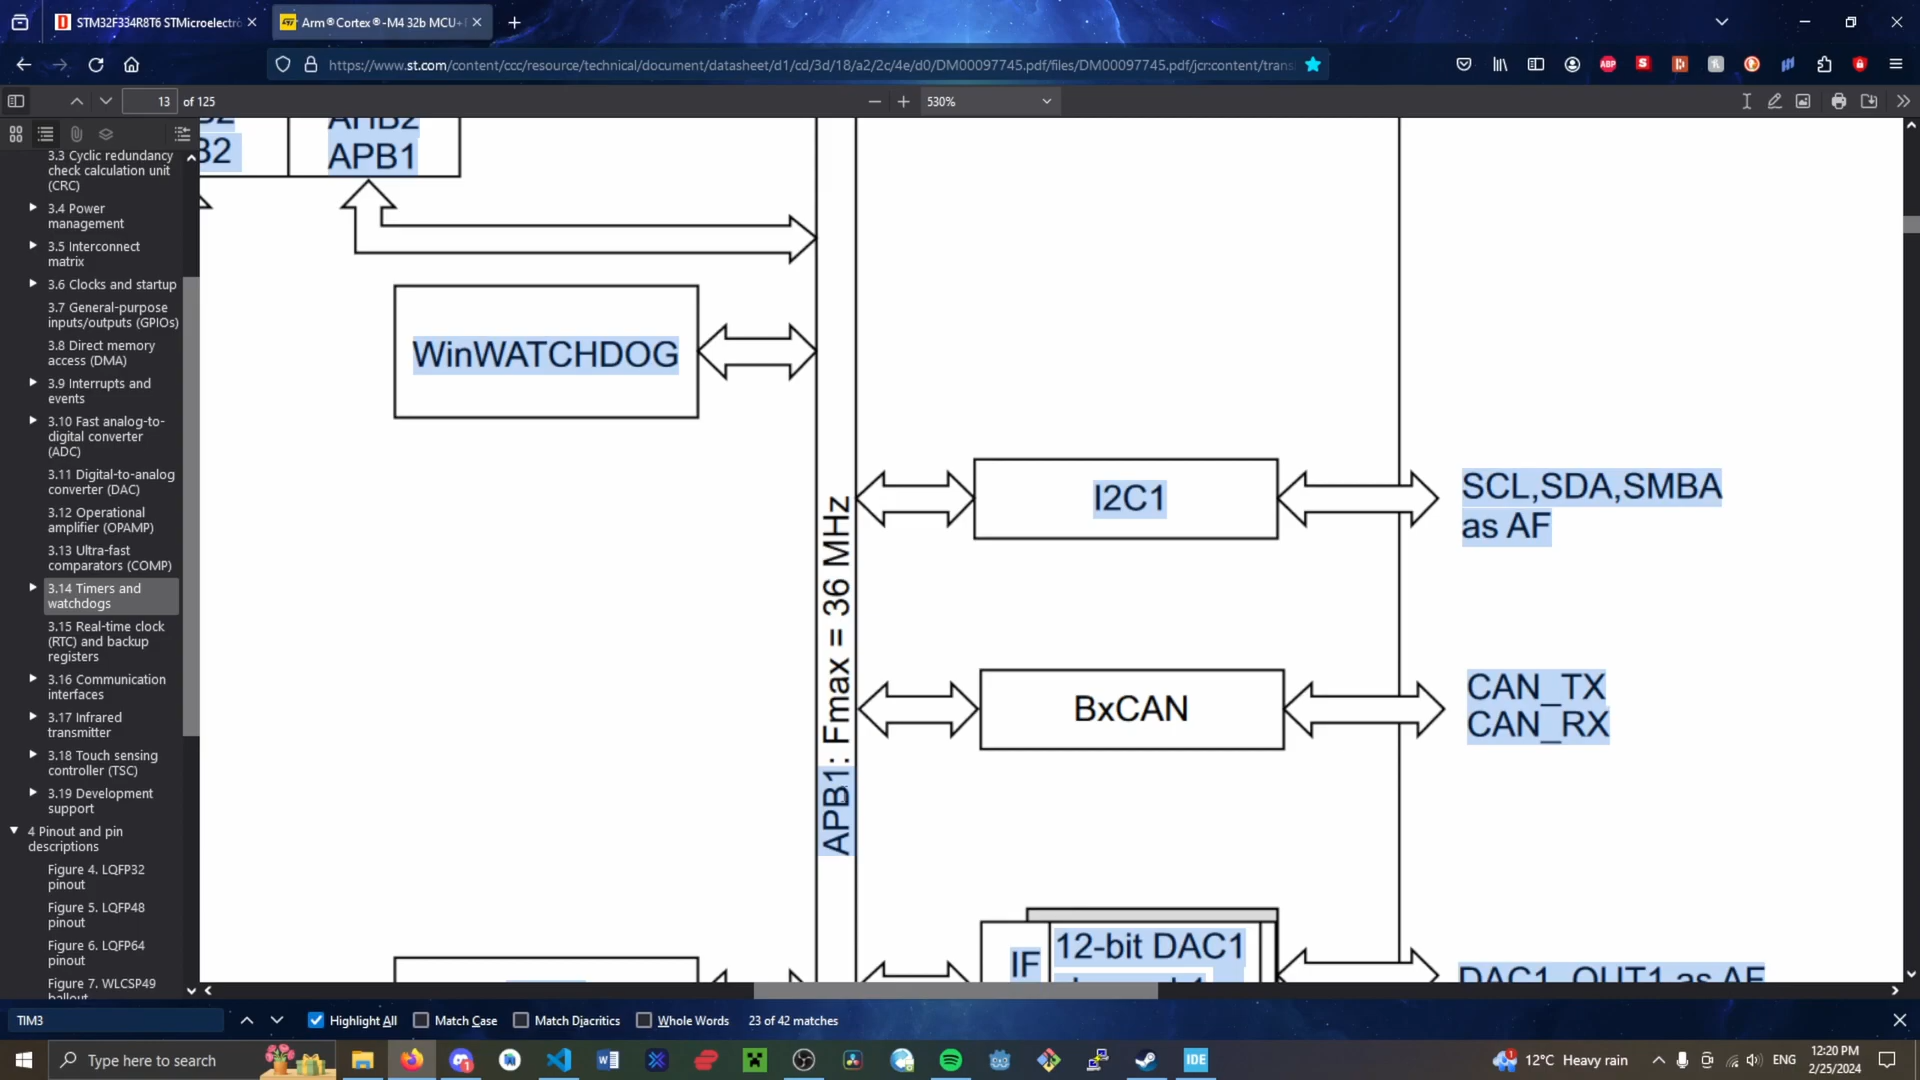 STM32F334R8T6 STMicroelectr
Arm® Cortex®-M4 32b MCU+
https://www.st.com/content/ccc/resource/technical/document/datasheet/d1/cd/3d/18/a2/2c/4e/d0/DM00097745.pdf/files/DM00097745.pdf/jcr:content/trans
13 of 125
530%
3.3 Cyclic redundancy
check calculation unit
(CRC)
3.4 Power
management
3.5 Interconnect
matrix
3.6 Clocks and startup
3.7 General-purpose
inputs/outputs (GPIOs)
3.8 Direct memory
access (DMA)
3.9 Interrupts and
events
3.10 Fast analog-to-
digital converter
(ADC)
3.11 Digital-to-analog
converter (DAC)
3.12 Operational
amplifier (OPAMP)
3.13 Ultra-fast
comparators (COMP)
3.14 Timers and
watchdogs
3.15 Real-time clock
(RTC) and backup
registers
3.16 Communication
interfaces
3.17 Infrared
transmitter
3.18 Touch sensing
controller (TSC)
3.19 Development
support
4 Pinout and pin
descriptions
Figure 4. LQFP32
pinout
Figure 5. LQFP48
pinout
Figure 6. LQFP64
pinout
Figure 7. WLCSP49
ballout
B2
AHB2
APB1
WinWATCHDOG
APB1: Fmax = 36 MHz
I2C1
SCL,SDA,SMBA
as AF
BxCAN
CAN_TX
CAN_RX
IF
12-bit DAC1
DAC1_OUT1 as AF
TIM3
Highlight All
Match Case
Match Diacritics
Whole Words
23 of 42 matches
Type here to search
IDE
12°C Heavy rain
ENG
12:20 PM
2/25/2024